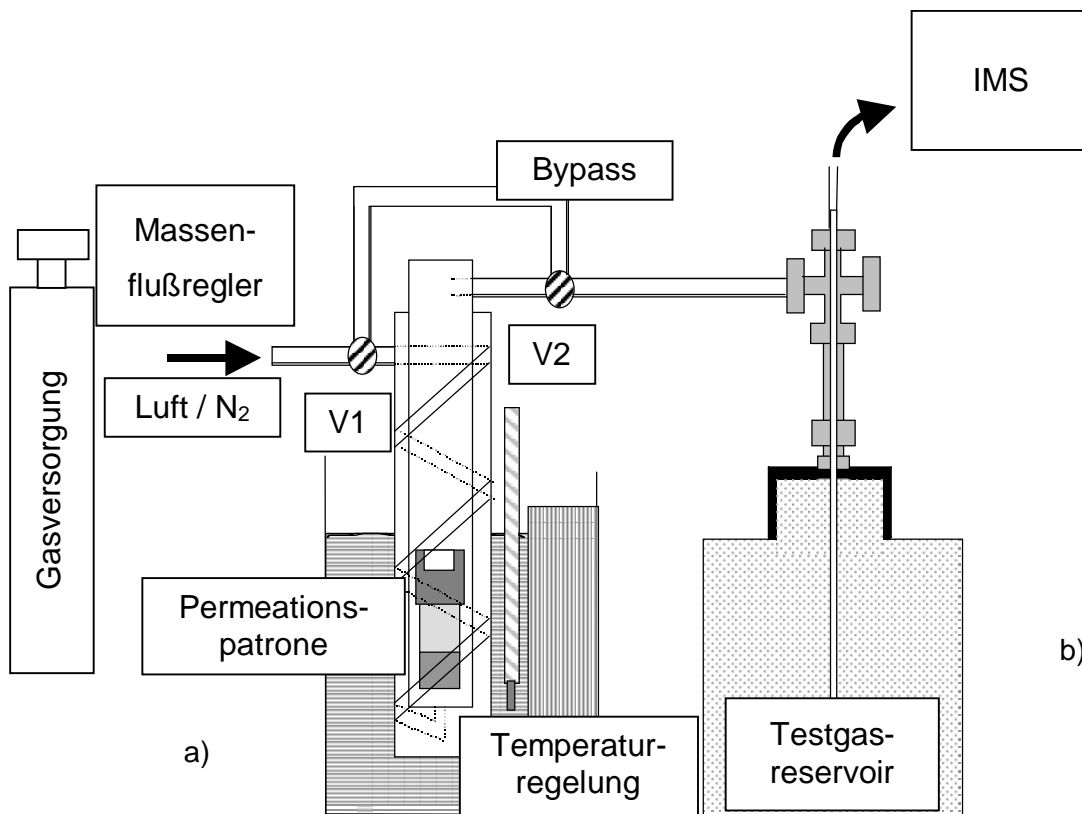 IMS
Bypass
Massen-
flußregler
V2
Luft / N₂
V1
Gasversorgung
Permeations-
patrone
b)
a)
Temperatur-
regelung
Testgas-
reservoir